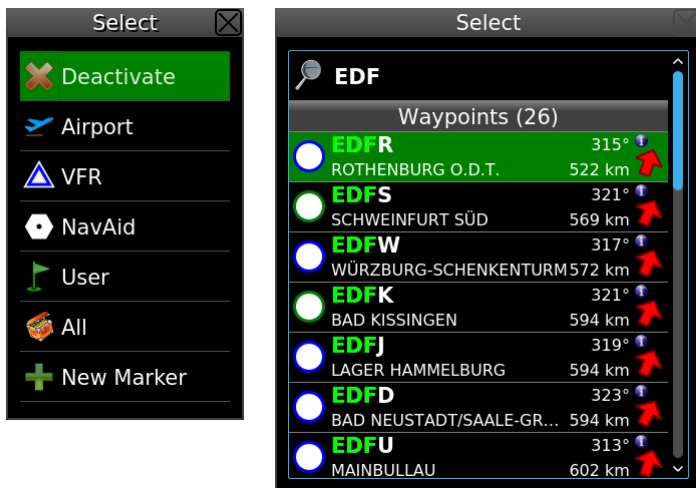 Select
Deactivate
Airport
VFR
NavAid
User
All
New Marker
Select
EDF
Waypoints (26)
EDFR 315°
ROTHENBURG O.D.T. 522 km
EDFS 321°
SCHWEINFURT SÜD 569 km
EDFW 317°
WÜRZBURG-SCHENKENTURM 572 km
EDFK 321°
BAD KISSINGEN 594 km
EDFJ 319°
LAGER HAMMELBURG 594 km
EDFD 323°
BAD NEUSTADT/SAALE-GR... 594 km
EDFU 313°
MAINBULLAU 602 km